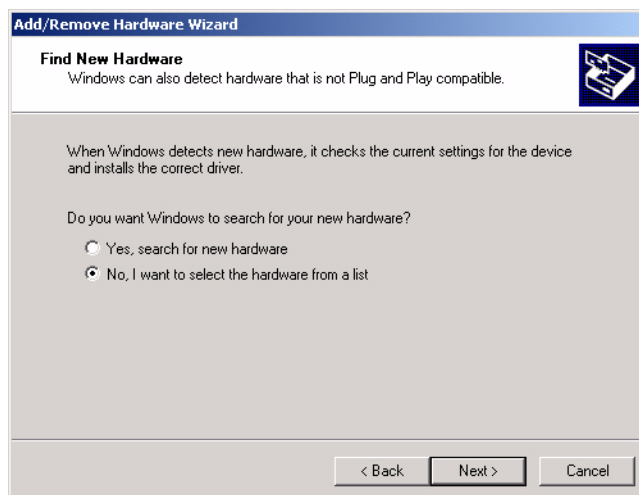 Add/Remove Hardware Wizard
Find New Hardware
Windows can also detect hardware that is not Plug and Play compatible.
When Windows detects new hardware, it checks the current settings for the device
and installs the correct driver.
Do you want Windows to search for your new hardware?
Yes, search for new hardware
No, I want to select the hardware from a list
< Back
Next >
Cancel